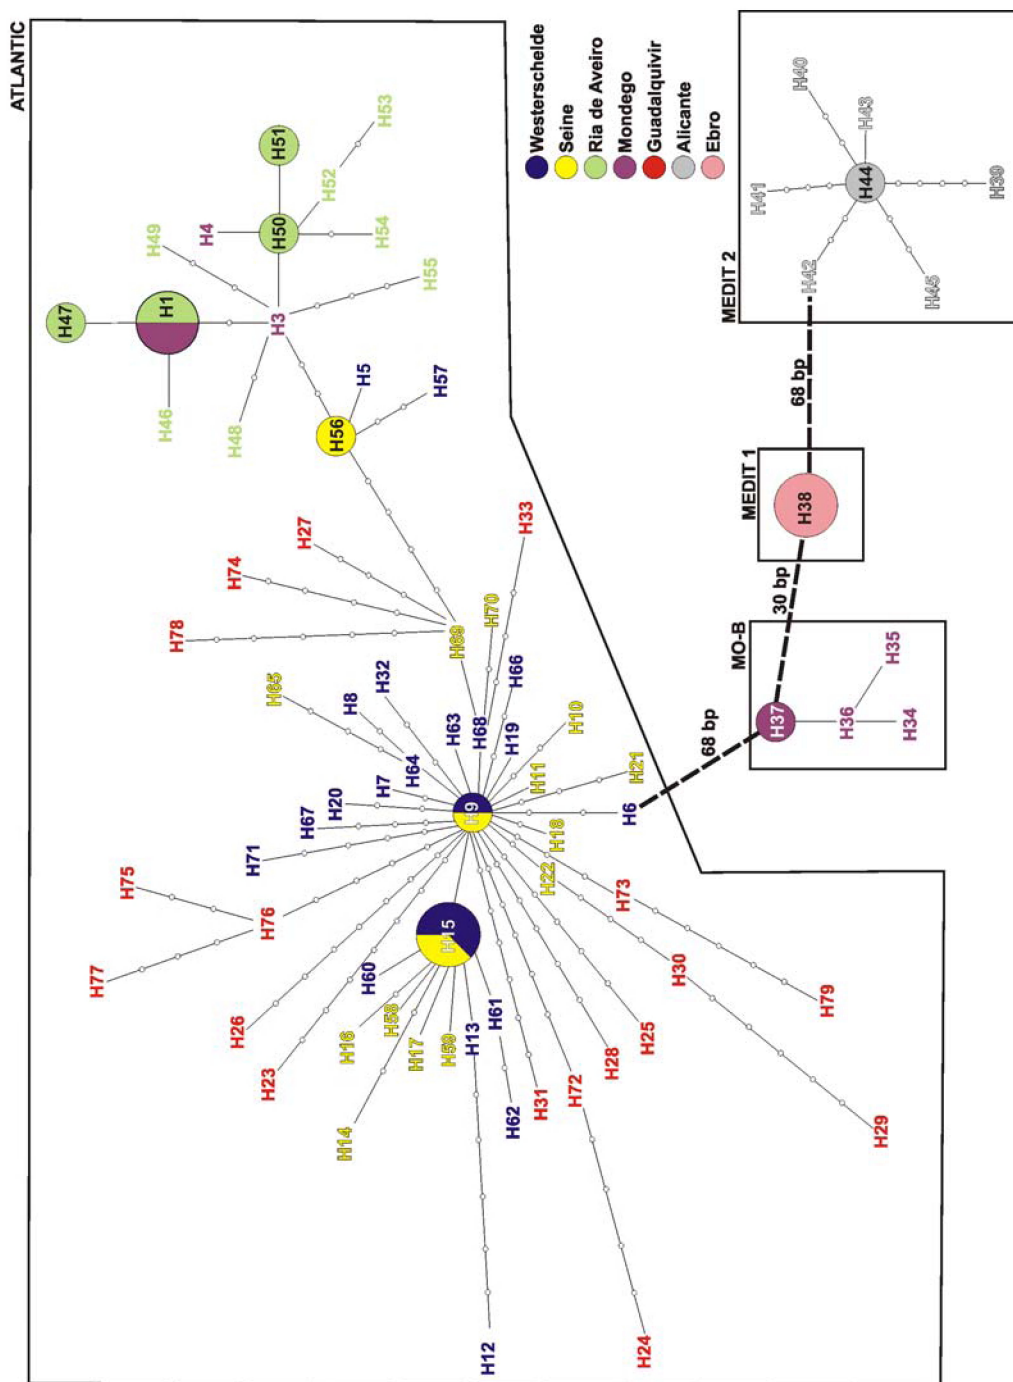 ATLANTIC
H47
H1
H46
H49
H4
H50
H51
H53
H52
H54
H55
H3
H48
H56
H5
H57
H27
H74
H78
H33
H69
H70
H65
H8
H32
H63
H68
H66
H19
H10
H64
H11
H21
H7
H20
H67
H71
H9
H6
H18
H22
H73
H75
H76
H77
H15
H60
H26
H23
H16
H58
H17
H59
H13
H61
H14
H62
H31
H72
H28
H25
H30
H79
H29
H12
H24
Westerschelde
Seine
Ria de Aveiro
Mondego
Guadalquivir
Alicante
Ebro
MEDIT 2
H40
H43
H41
H44
H39
H42
H45
68 bp
MEDIT 1
H38
30 bp
MO-B
H37
H36
H35
H34
68 bp